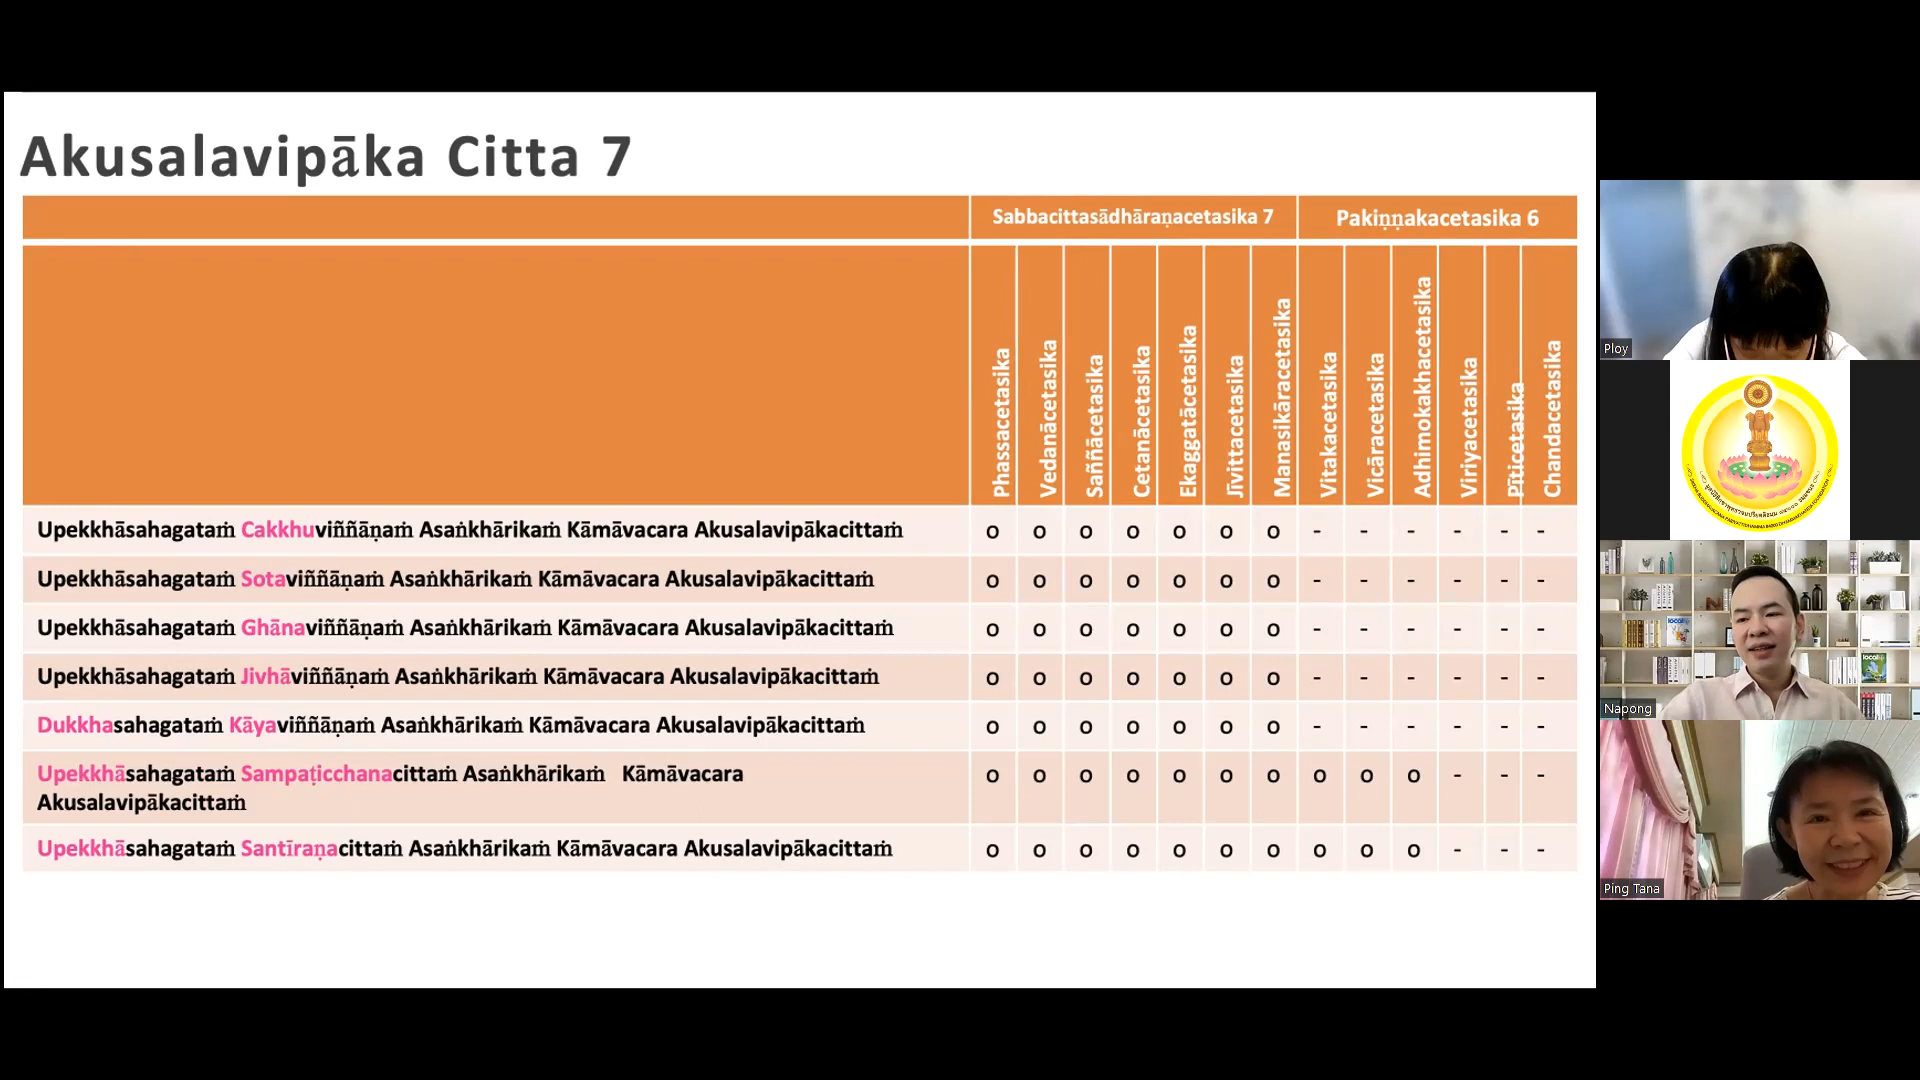 Akusalavipāka Citta 7
Sabbacittasādhāraṇacetasika 7
Pakiṇṇakacetasika 6
Phassacetasika
Vedanācetasika
Saññācetasika
Cetanācetasika
Ekaggatācetasika
Jīvittacetasika
Manasikāracetasika
Vitakacetasika
Vicāracetasika
Adhimokakhacetasika
Viriyacetasika
Pīticetasika
Chandacetasika
Upekkhāsahagataṁ Cakkhuviññāṇaṁ Asaṅkhārikaṁ Kāmāvacara Akusalavipākacittaṁ o o o o o o o - - - - - -
Upekkhāsahagataṁ Sotaviññāṇaṁ Asaṅkhārikaṁ Kāmāvacara Akusalavipākacittaṁ o o o o o o o - - - - - -
Upekkhāsahagataṁ Ghānaviññāṇaṁ Asaṅkhārikaṁ Kāmāvacara Akusalavipākacittaṁ o o o o o o o - - - - - -
Upekkhāsahagataṁ Jivhāviññāṇaṁ Asaṅkhārikaṁ Kāmāvacara Akusalavipākacittaṁ o o o o o o o - - - - - -
Dukkhasahagataṁ Kāyaviññāṇaṁ Asaṅkhārikaṁ Kāmāvacara Akusalavipākacittaṁ o o o o o o o - - - - - -
Upekkhāsahagataṁ Sampaṭicchanacittaṁ Asaṅkhārikaṁ Kāmāvacara o o o o o o o o o o - - -
Akusalavipākacittaṁ
Upekkhāsahagataṁ Santīraṇacittaṁ Asaṅkhārikaṁ Kāmāvacara Akusalavipākacittaṁ o o o o o o o o o o - - -
Ploy
Napong
Ping Tana